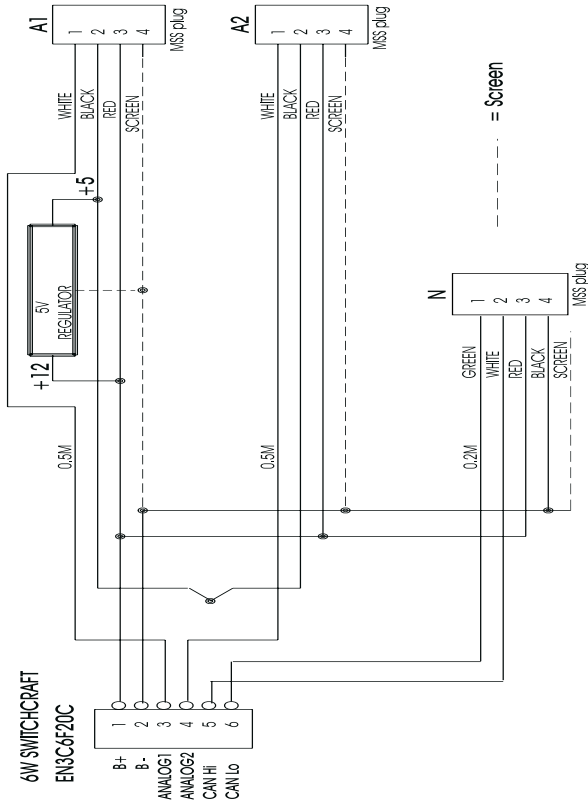 6W SWITCHCRAFT
EN3C6F20C
B+
B-
ANALOG1
ANALOG2
CAN Hi
CAN Lo
1
2
3
4
5
6
0.5M
+12
5V
REGULATOR
+5
WHITE
BLACK
RED
SCREEN
A1
1
2
3
4
MSS plug
0.5M
WHITE
BLACK
RED
SCREEN
A2
1
2
3
4
MSS plug
0.2M
GREEN
WHITE
RED
BLACK
SCREEN
N
1
2
3
4
MSS plug
= Screen